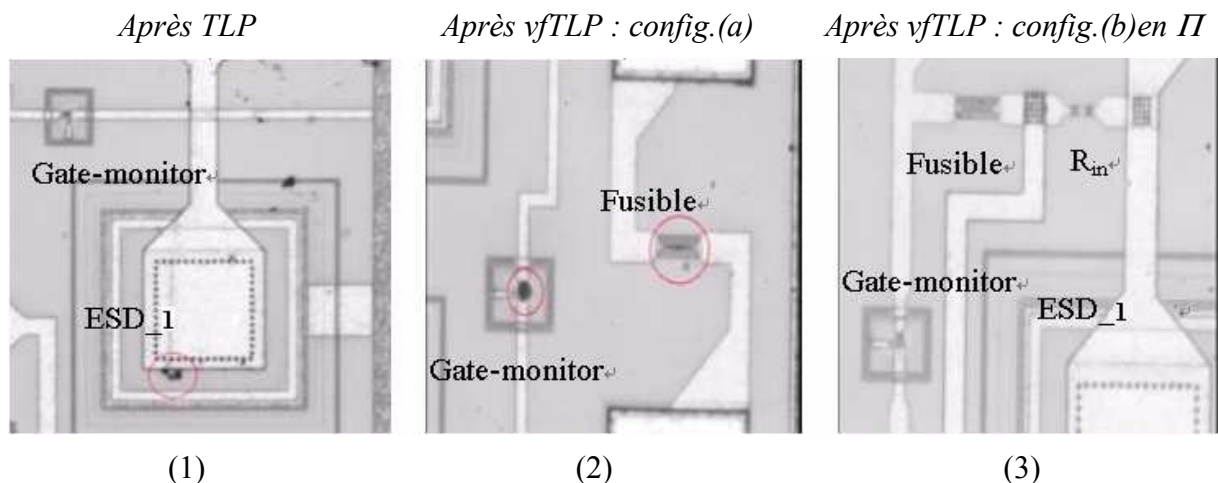 Après TLP
Après vfTLP : config.(a)
Après vfTLP : config.(b)en Π
Gate-monitor
ESD_1
Fusible
Gate-monitor
Fusible
R_in
Gate-monitor
ESD_1
(1)
(2)
(3)